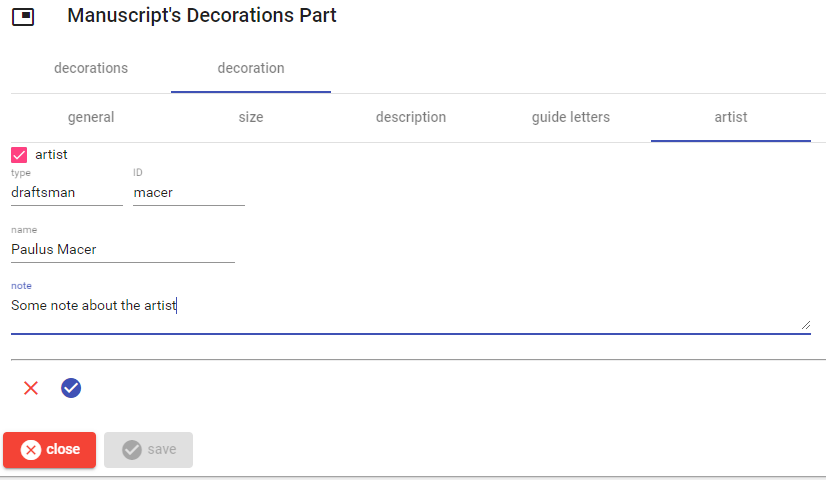 Manuscript's Decorations Part
decorations decoration
general size description guide letters artist
artist
type ID
draftsman macer
name
Paulus Macer
note
Some note about the artist
close save